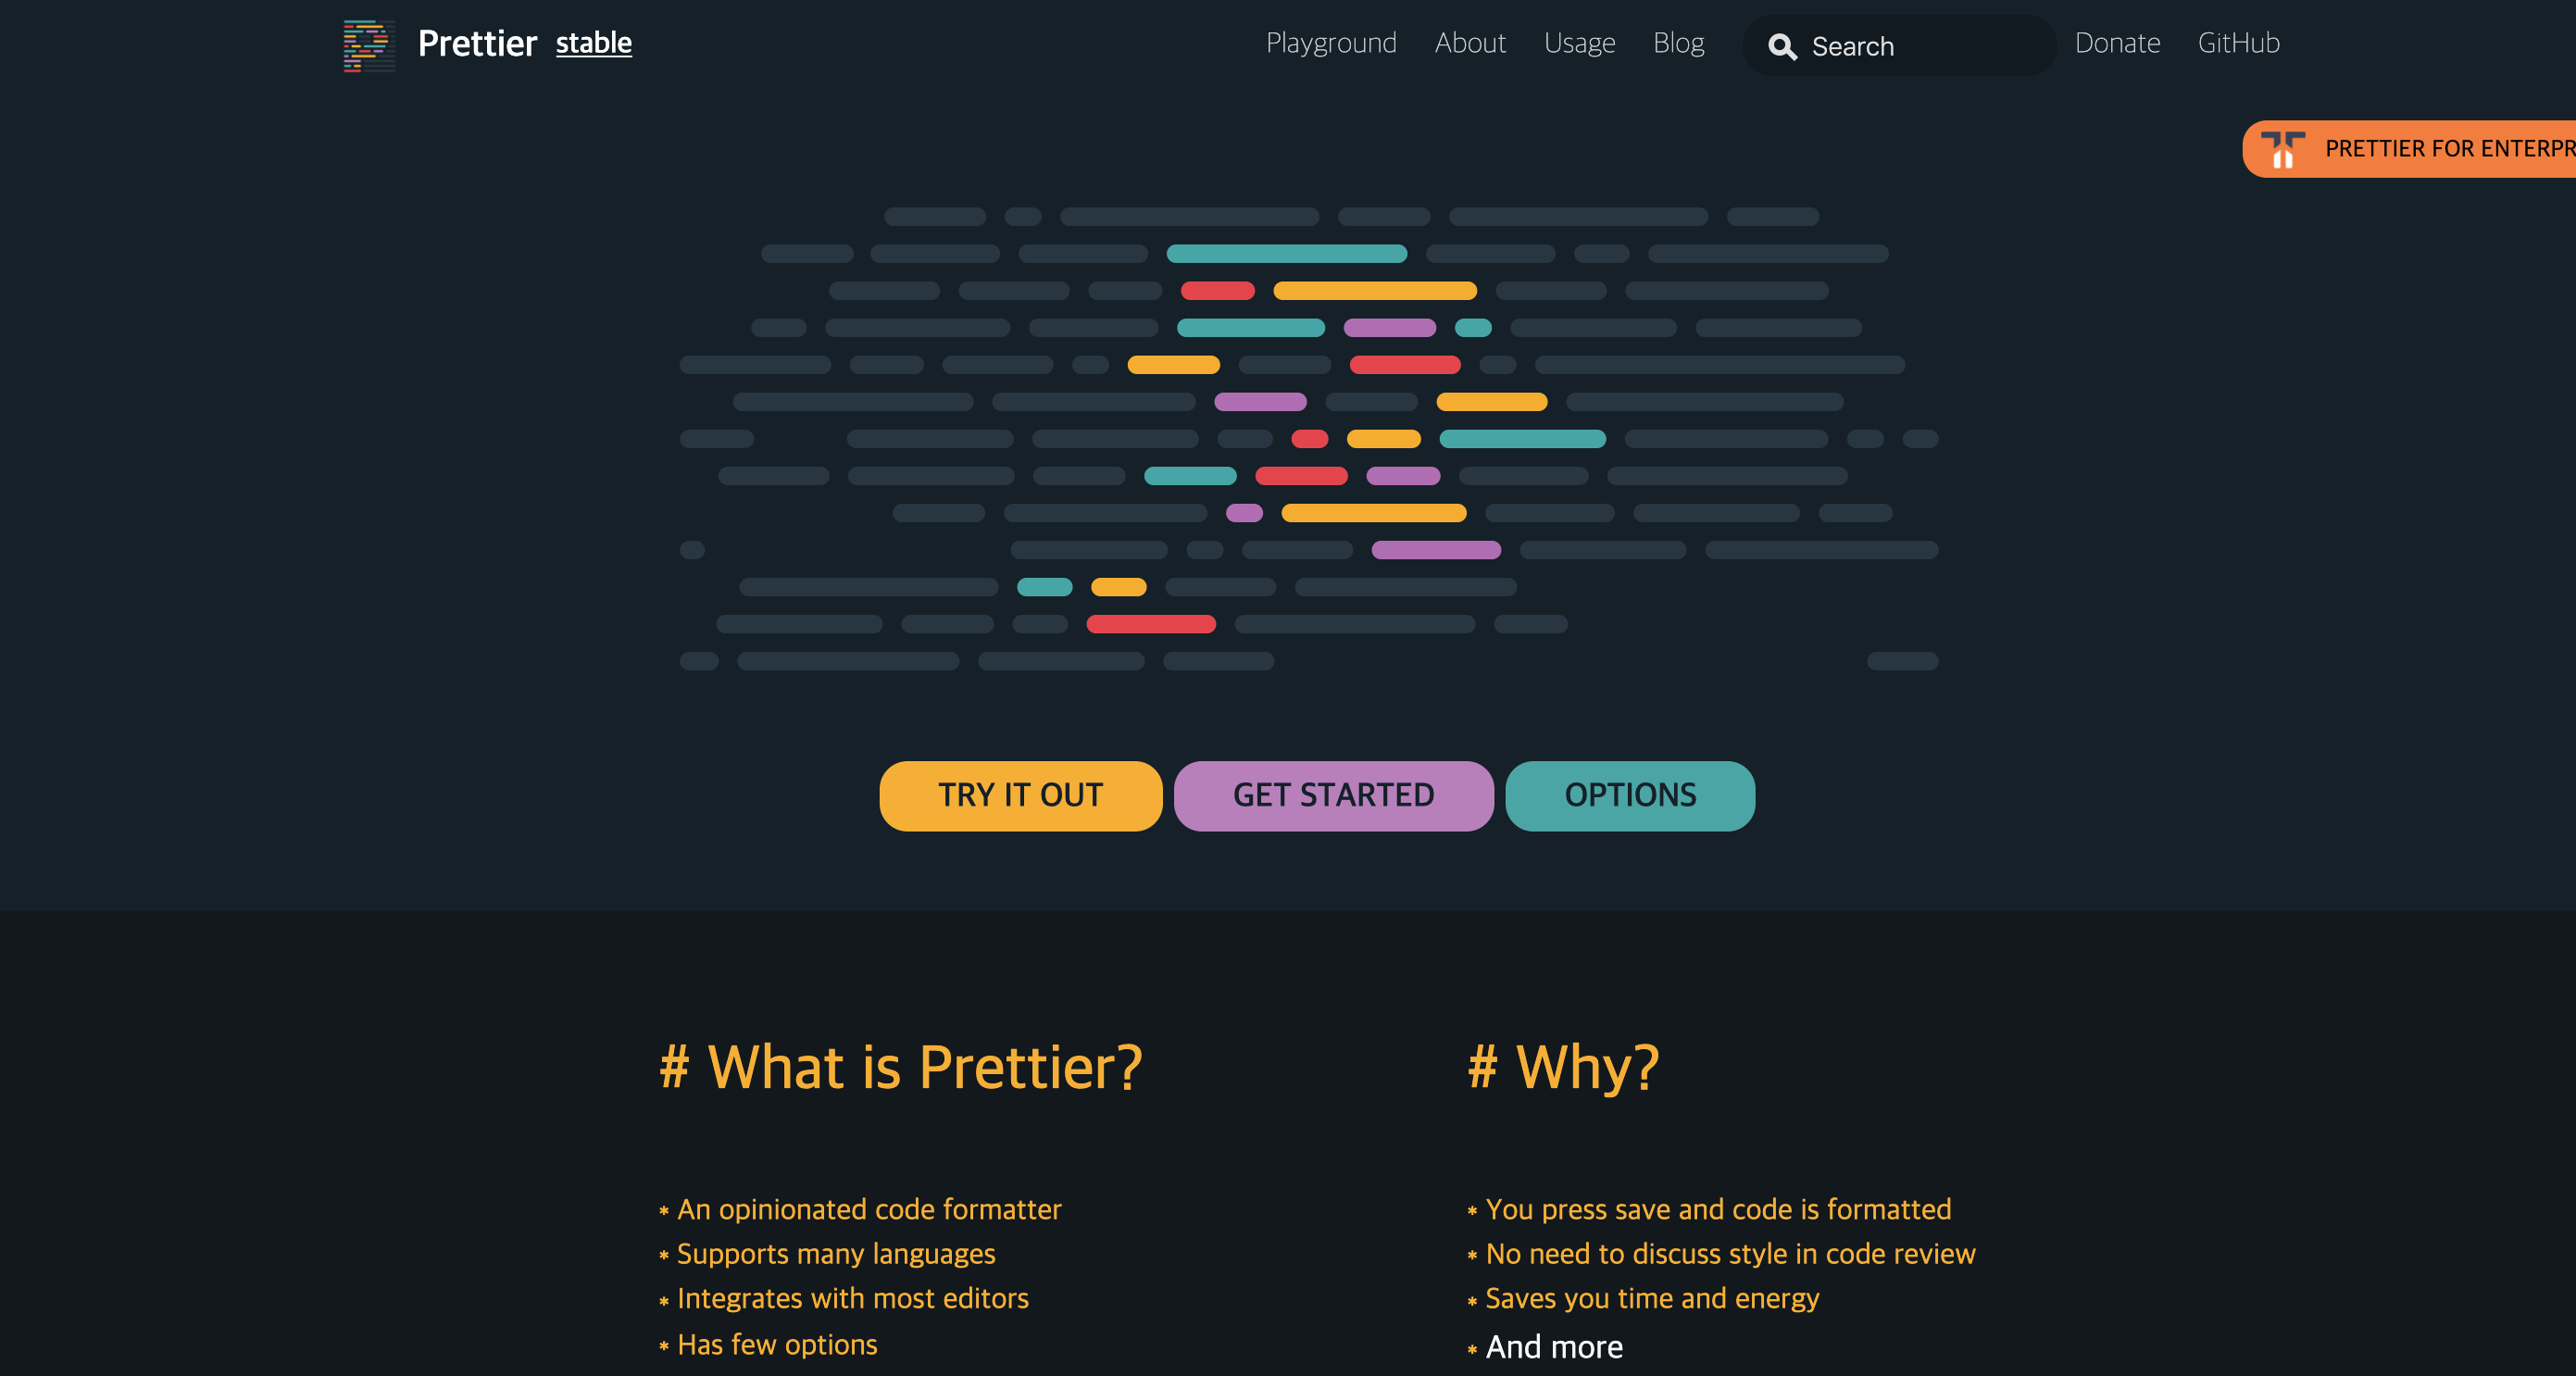 Prettier stable
Playground About Usage Blog Search Donate GitHub
PRETTIER FOR ENTERPR
TRY IT OUT GET STARTED OPTIONS
# What is Prettier?
* An opinionated code formatter
* Supports many languages
* Integrates with most editors
* Has few options
# Why?
* You press save and code is formatted
* No need to discuss style in code review
* Saves you time and energy
* And more